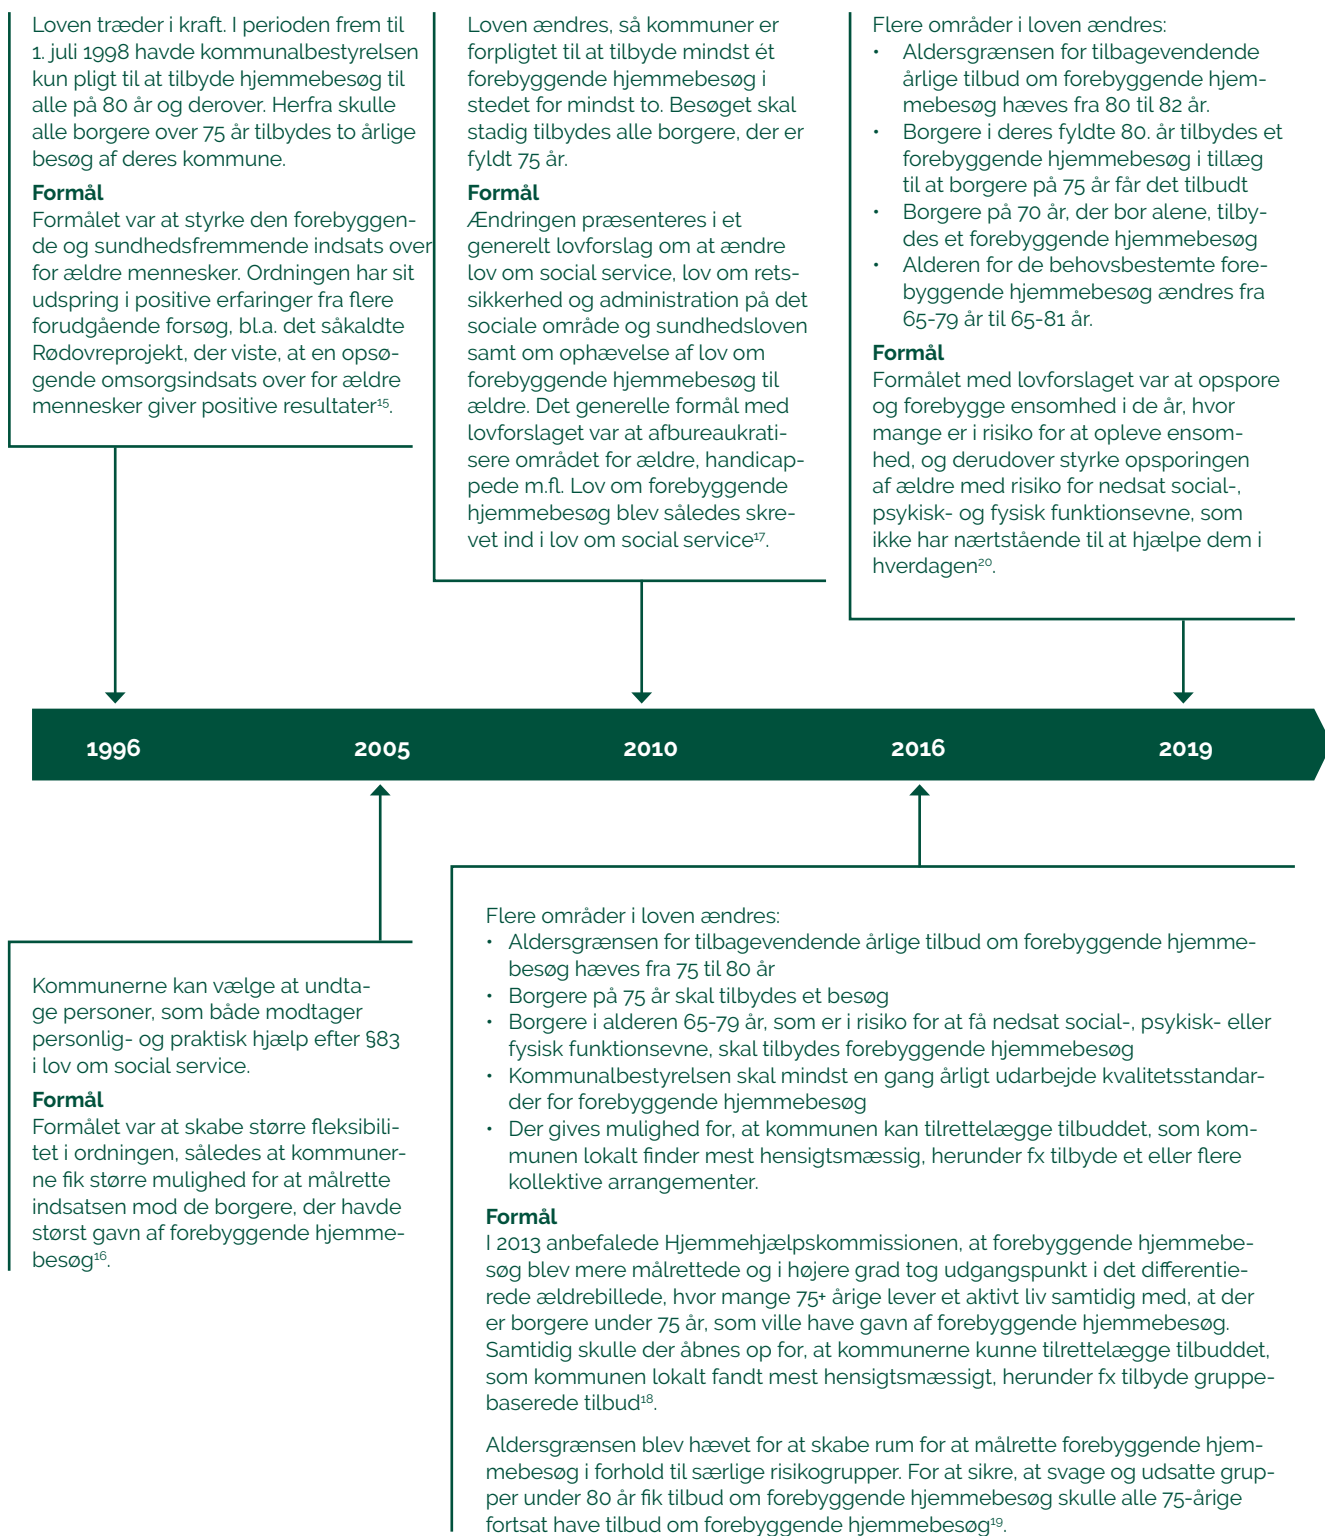 Loven træder i kraft. I perioden frem til
1. juli 1998 havde kommunalbestyrelsen
kun pligt til at tilbyde hjemmebesøg til
alle på 80 år og derover. Herfra skulle
alle borgere over 75 år tilbydes to årlige
besøg af deres kommune.
Formål
Formålet var at styrke den forebyggen-
de og sundhedsfremmende indsats over
for ældre mennesker. Ordningen har sit
udspring i positive erfaringer fra flere
forudgående forsøg, bl.a. det såkaldte
Rødovreprojekt, der viste, at en opsø-
gende omsorgsindsats over for ældre
mennesker giver positive resultater¹⁵.
Loven ændres, så kommuner er
forpligtet til at tilbyde mindst ét
forebyggende hjemmebesøg i
stedet for mindst to. Besøget skal
stadig tilbydes alle borgere, der er
fyldt 75 år.
Formål
Ændringen præsenteres i et
generelt lovforslag om at ændre
lov om social service, lov om rets-
sikkerhed og administration på det
sociale område og sundhedsloven
samt om ophævelse af lov om
forebyggende hjemmebesøg til
ældre. Det generelle formål med
lovforslaget var at afbureaukrati-
sere området for ældre, handicap-
pede m.fl. Lov om forebyggende
hjemmebesøg blev således skre-
vet ind i lov om social service¹⁷.
Flere områder i loven ændres:
• Aldersgrænsen for tilbagevendende
årlige tilbud om forebyggende hjem-
mebesøg hæves fra 80 til 82 år.
• Borgere i deres fyldte 80. år tilbydes et
forebyggende hjemmebesøg i tillæg
til at borgere på 75 år får det tilbudt
• Borgere på 70 år, der bor alene, tilby-
des et forebyggende hjemmebesøg
• Alderen for de behovsbestemte fore-
byggende hjemmebesøg ændres fra
65-79 år til 65-81 år.
Formål
Formålet med lovforslaget var at opspore
og forebygge ensomhed i de år, hvor
mange er i risiko for at opleve ensom-
hed, og derudover styrke opsporingen
af ældre med risiko for nedsat social-,
psykisk- og fysisk funktionsevne, som
ikke har nærtstående til at hjælpe dem i
hverdagen²⁰.
1996 2005 2010 2016 2019
Kommunerne kan vælge at undta-
ge personer, som både modtager
personlig- og praktisk hjælp efter §83
i lov om social service.
Formål
Formålet var at skabe større fleksibili-
tet i ordningen, således at kommuner-
ne fik større mulighed for at målrette
indsatsen mod de borgere, der havde
størst gavn af forebyggende hjemme-
besøg¹⁶.
Flere områder i loven ændres:
• Aldersgrænsen for tilbagevendende årlige tilbud om forebyggende hjemme-
besøg hæves fra 75 til 80 år
• Borgere på 75 år skal tilbydes et besøg
• Borgere i alderen 65-79 år, som er i risiko for at få nedsat social-, psykisk- eller
fysisk funktionsevne, skal tilbydes forebyggende hjemmebesøg
• Kommunalbestyrelsen skal mindst en gang årligt udarbejde kvalitetsstandar-
der for forebyggende hjemmebesøg
• Der gives mulighed for, at kommunen kan tilrettelægge tilbuddet, som kom-
munen lokalt finder mest hensigtsmæssig, herunder fx tilbyde et eller flere
kollektive arrangementer.
Formål
I 2013 anbefalede Hjemmehjælpskommissionen, at forebyggende hjemmebe-
søg blev mere målrettede og i højere grad tog udgangspunkt i det differentie-
rede ældrebillede, hvor mange 75+ årige lever et aktivt liv samtidig med, at der
er borgere under 75 år, som ville have gavn af forebyggende hjemmebesøg.
Samtidig skulle der åbnes op for, at kommunerne kunne tilrettelægge tilbuddet,
som kommunen lokalt fandt mest hensigtsmæssigt, herunder fx tilbyde gruppe-
baserede tilbud¹⁸.
Aldersgrænsen blev hævet for at skabe rum for at målrette forebyggende hjem-
mebesøg i forhold til særlige risikogrupper. For at sikre, at svage og udsatte grup-
per under 80 år fik tilbud om forebyggende hjemmebesøg skulle alle 75-årige
fortsat have tilbud om forebyggende hjemmebesøg¹⁹.